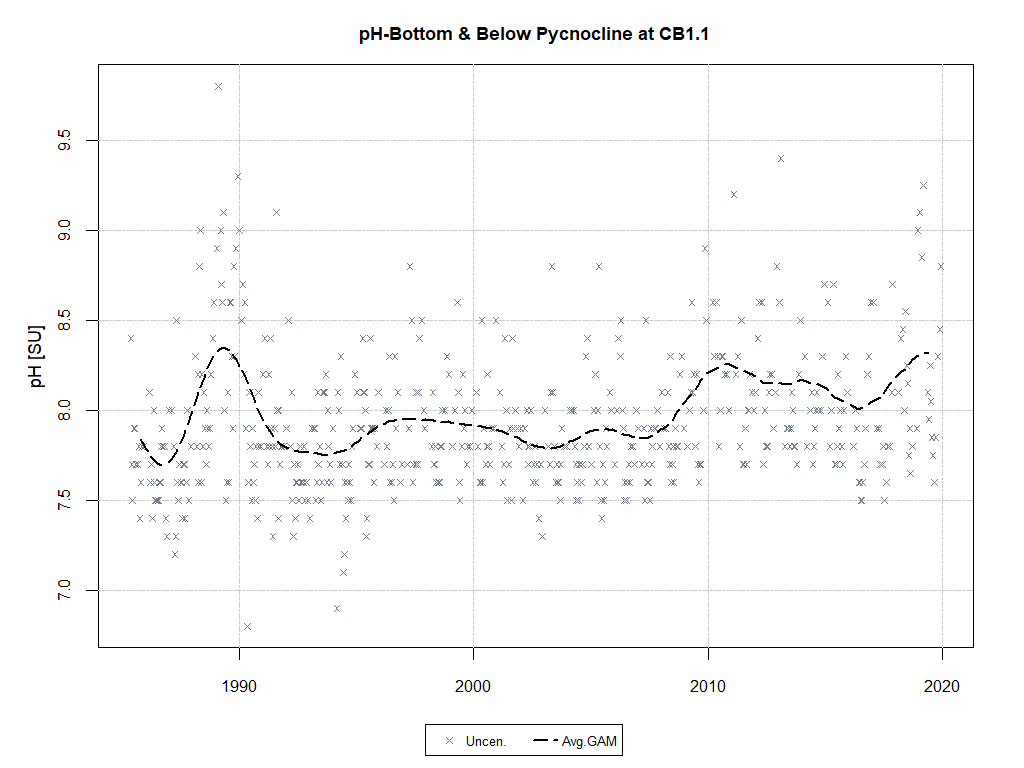 pH-Bottom & Below Pycnocline at CB1.1
pH [SU]
9.5
9.0
8.5
8.0
7.5
7.0
1990
2000
2010
2020
Uncen.
Avg.GAM